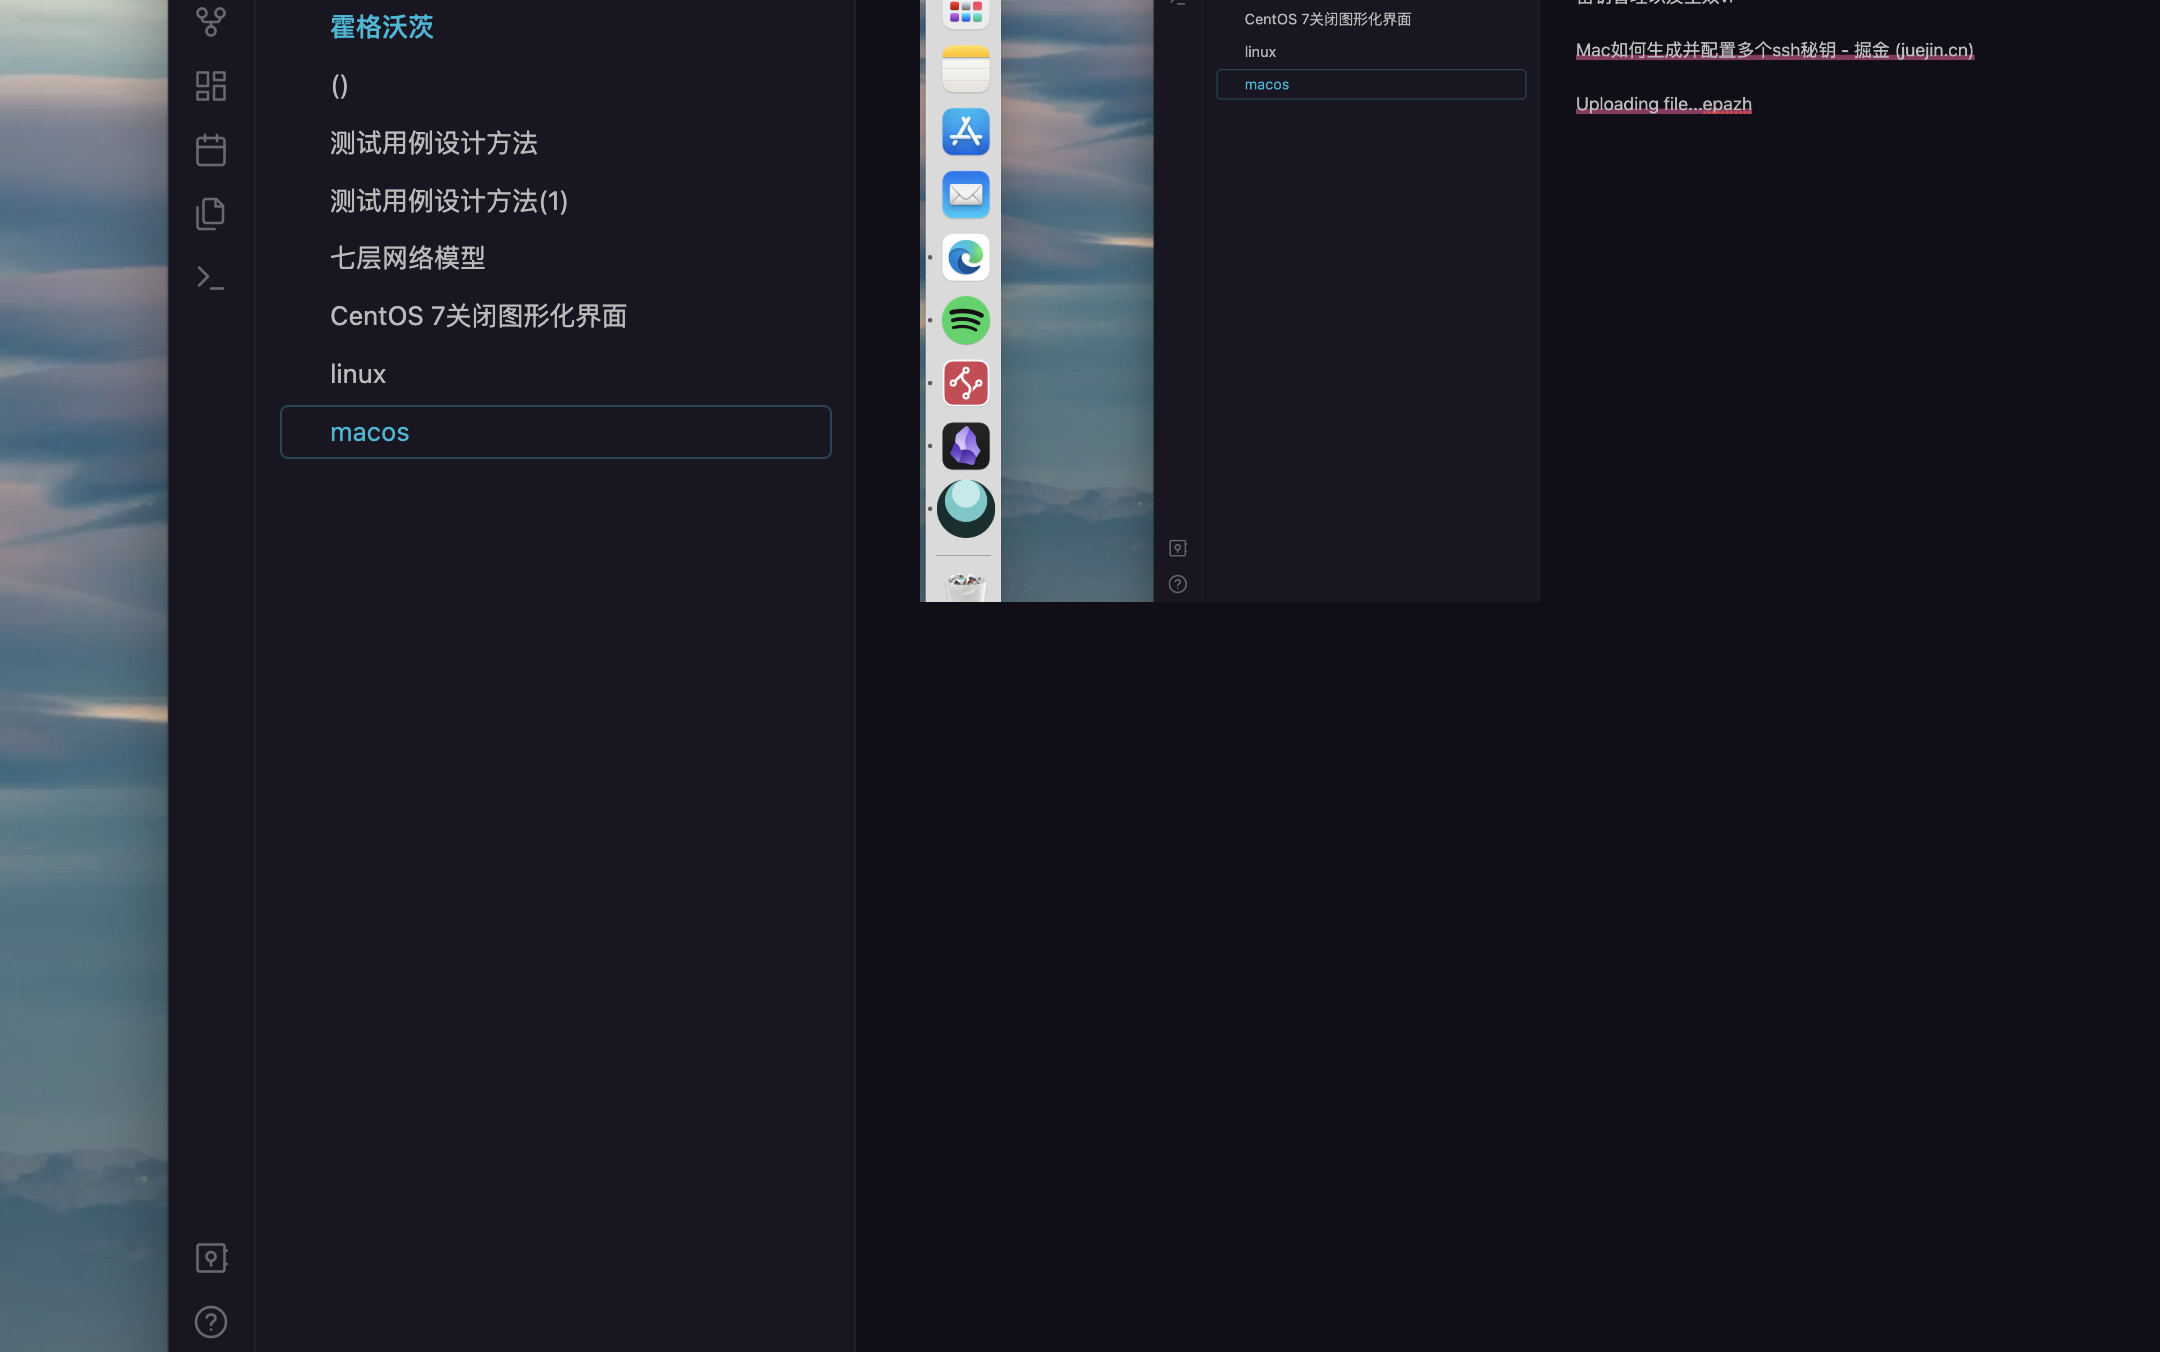 霍格沃茨
()
测试用例设计方法
测试用例设计方法(1)
七层网络模型
CentOS 7关闭图形化界面
linux
macos
CentOS 7关闭图形化界面
linux
macos
Mac如何生成并配置多个ssh秘钥 - 掘金 (juejin.cn)
Uploading file...epazh